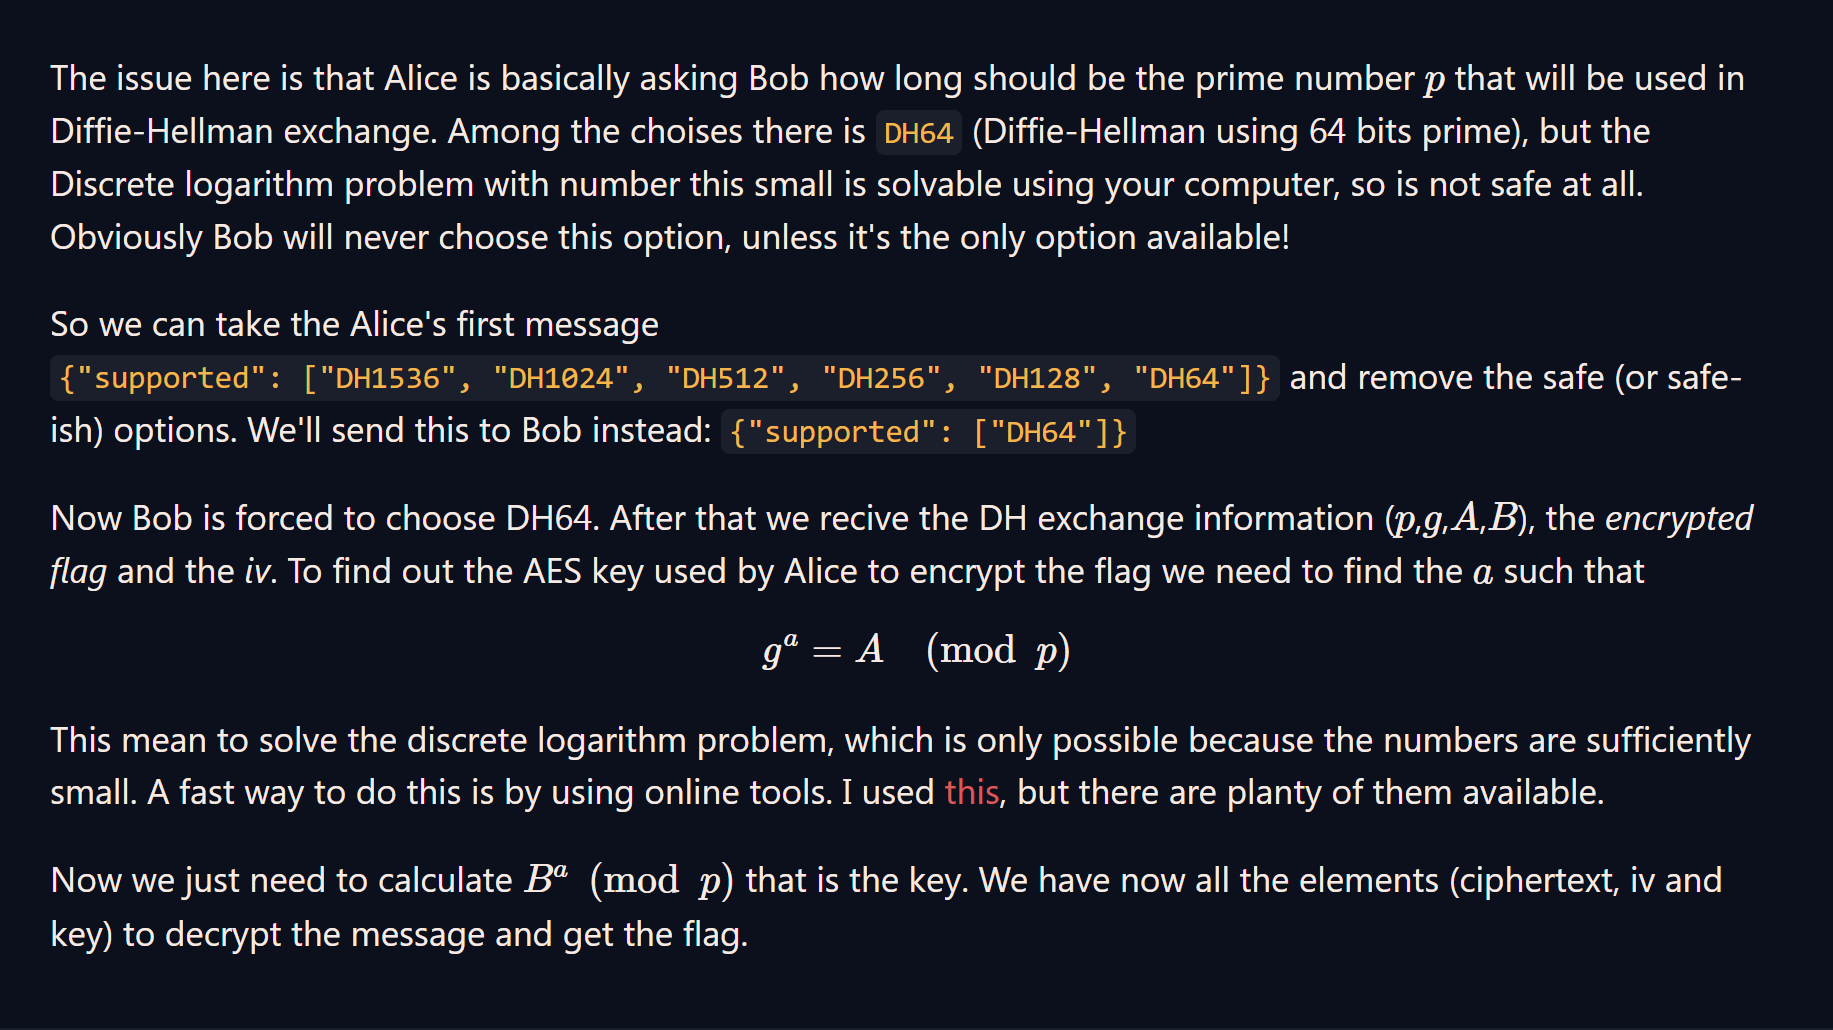 The issue here is that Alice is basically asking Bob how long should be the prime number p that will be used in
Diffie-Hellman exchange. Among the choises there is DH64 (Diffie-Hellman using 64 bits prime), but the
Discrete logarithm problem with number this small is solvable using your computer, so is not safe at all.
Obviously Bob will never choose this option, unless it's the only option available!
So we can take the Alice's first message
{"supported": ["DH1536", "DH1024", "DH512", "DH256", "DH128", "DH64"]} and remove the safe (or safe-
ish) options. We'll send this to Bob instead: {"supported": ["DH64"]}
Now Bob is forced to choose DH64. After that we recive the DH exchange information (p,g,A,B), the encrypted
flag and the iv. To find out the AES key used by Alice to encrypt the flag we need to find the a such that
g^a = A (mod p)
This mean to solve the discrete logarithm problem, which is only possible because the numbers are sufficiently
small. A fast way to do this is by using online tools. I used this, but there are planty of them available.
Now we just need to calculate B^a (mod p) that is the key. We have now all the elements (ciphertext, iv and
key) to decrypt the message and get the flag.